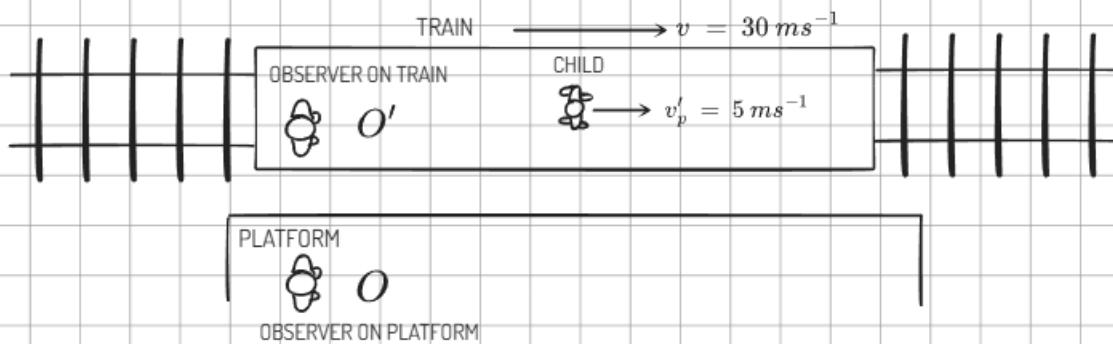 TRAIN v = 30 ms⁻¹
OBSERVER ON TRAIN
CHILD
O′
v′ₚ = 5 ms⁻¹
PLATFORM
O
OBSERVER ON PLATFORM